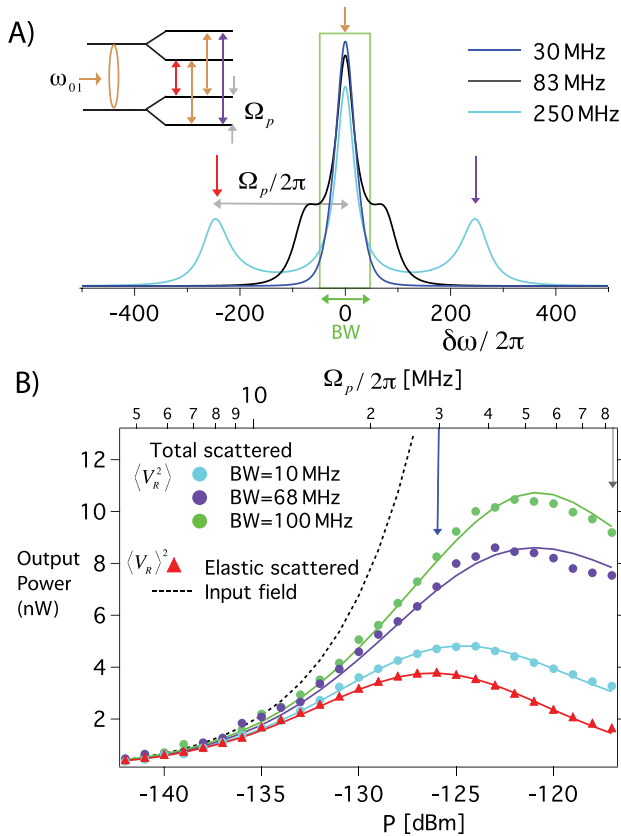 A)
30 MHz
83 MHz
250 MHz
ω01
Ωp
Ωp/2π
-400 -200 0 200 400
BW
δω/2π
B)
Ωp/2π [MHz]
10
5 6 7 8 9 2 3 4 5 6 7 8
Total scattered
⟨V_R^2⟩ BW=10 MHz
BW=68 MHz
BW=100 MHz
⟨V_R⟩^2 Elastic scattered
Input field
Output
Power
(nW)
12
10
8
6
4
2
-140 -135 -130 -125 -120
P [dBm]